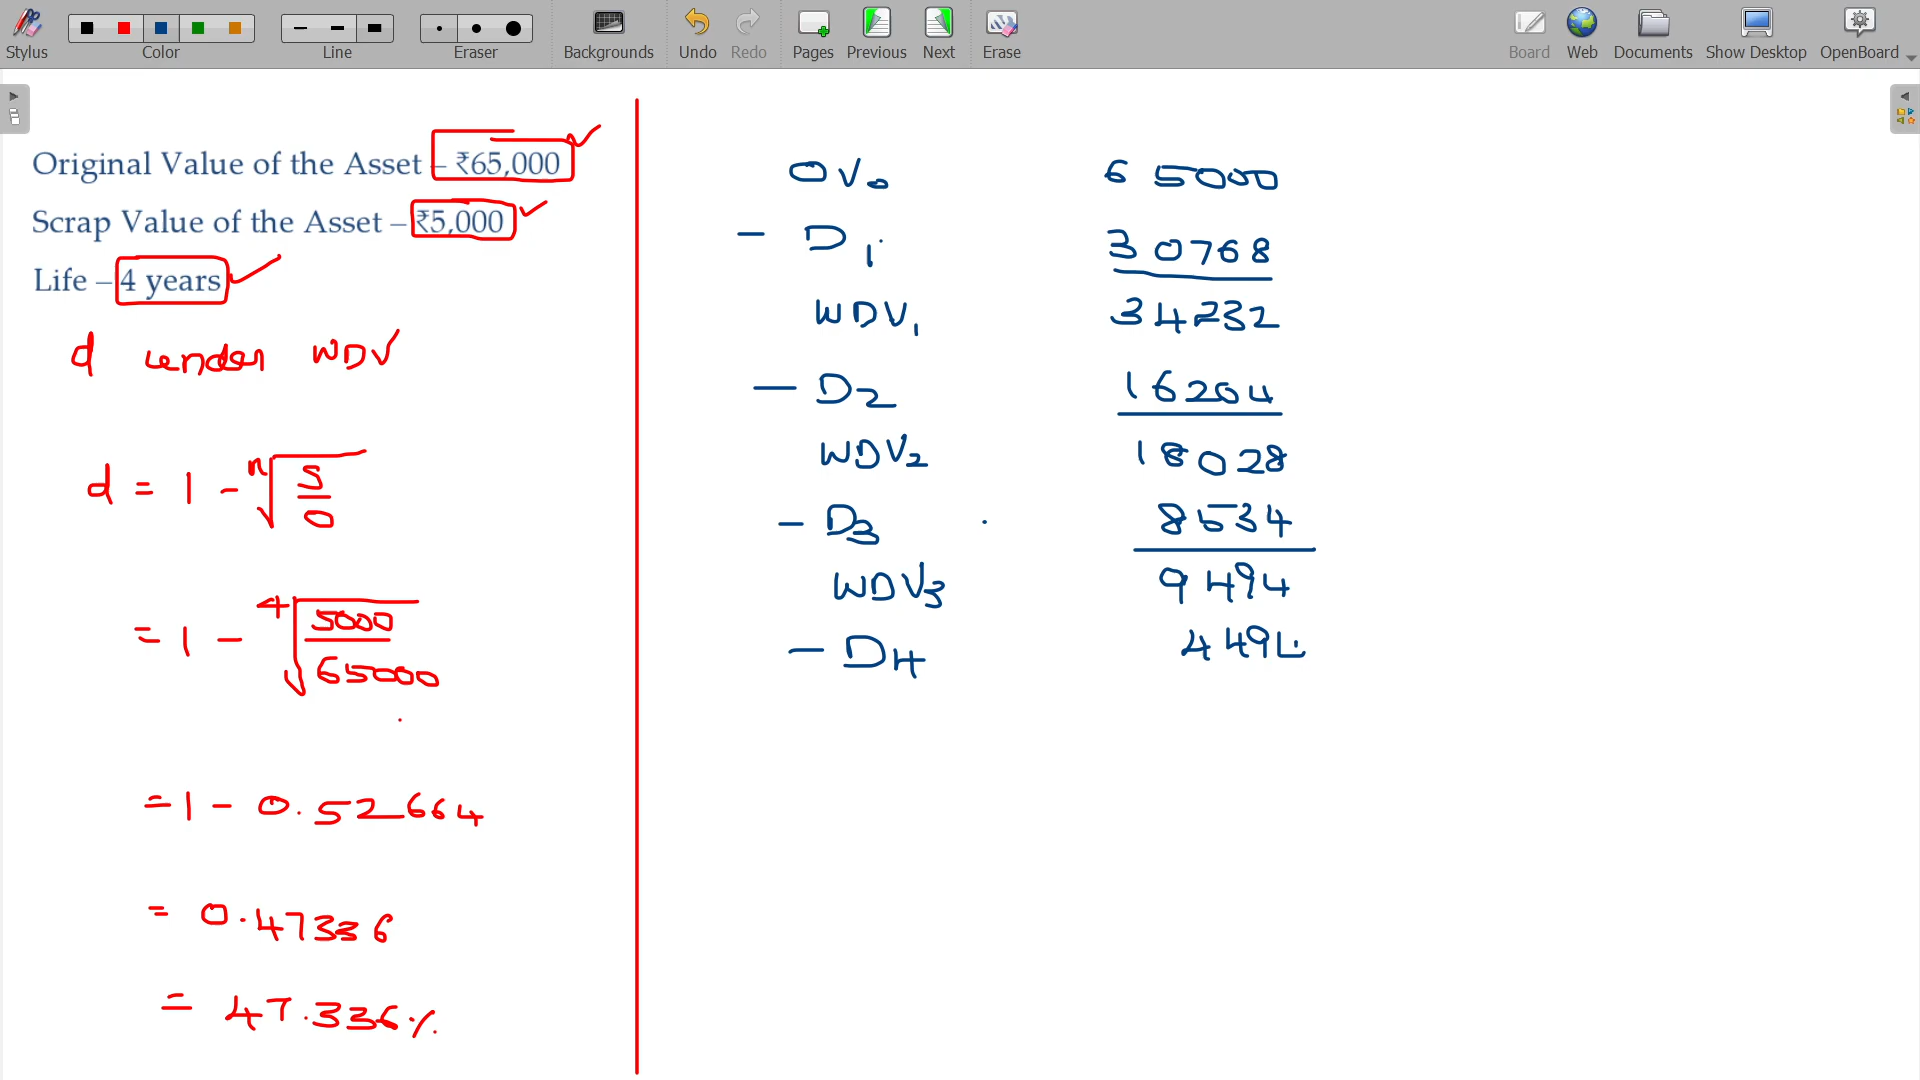 Stylus Color Line Eraser Backgrounds Undo Redo Pages Previous Next Erase Board Web Documents Show Desktop OpenBoard
Original Value of the Asset – ₹65,000
Scrap Value of the Asset – ₹5,000
Life – 4 years
d under WDV
d = 1 - ⁿ√(S/O)
= 1 - ⁴√(5000/65000)
= 1 - 0.52664
= 0.47336
= 47.336%
OV₀ 65000
- D₁ 30768
WDV₁ 34232
- D₂ 16204
WDV₂ 18028
- D₃ 8534
WDV₃ 9494
- D₄ 4494